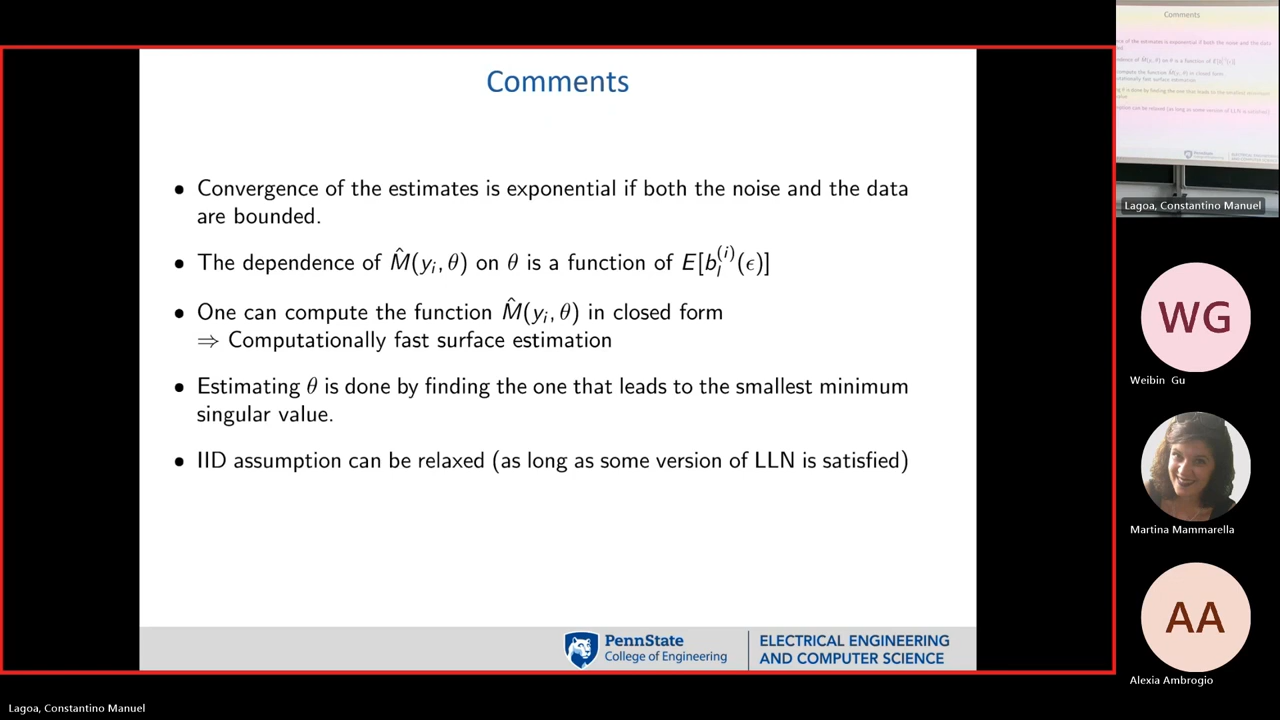 Comments
• Convergence of the estimates is exponential if both the noise and the data
are bounded.
• The dependence of M̂(yᵢ, θ) on θ is a function of E[bₗ⁽ⁱ⁾(ϵ)]
• One can compute the function M̂(yᵢ, θ) in closed form
⇒ Computationally fast surface estimation
• Estimating θ is done by finding the one that leads to the smallest minimum
singular value.
• IID assumption can be relaxed (as long as some version of LLN is satisfied)
PennState
College of Engineering
ELECTRICAL ENGINEERING
AND COMPUTER SCIENCE
Comments
Lagoa, Constantino Manuel
WG
Weibin Gu
Martina Mammarella
AA
Alexia Ambrogio
Lagoa, Constantino Manuel